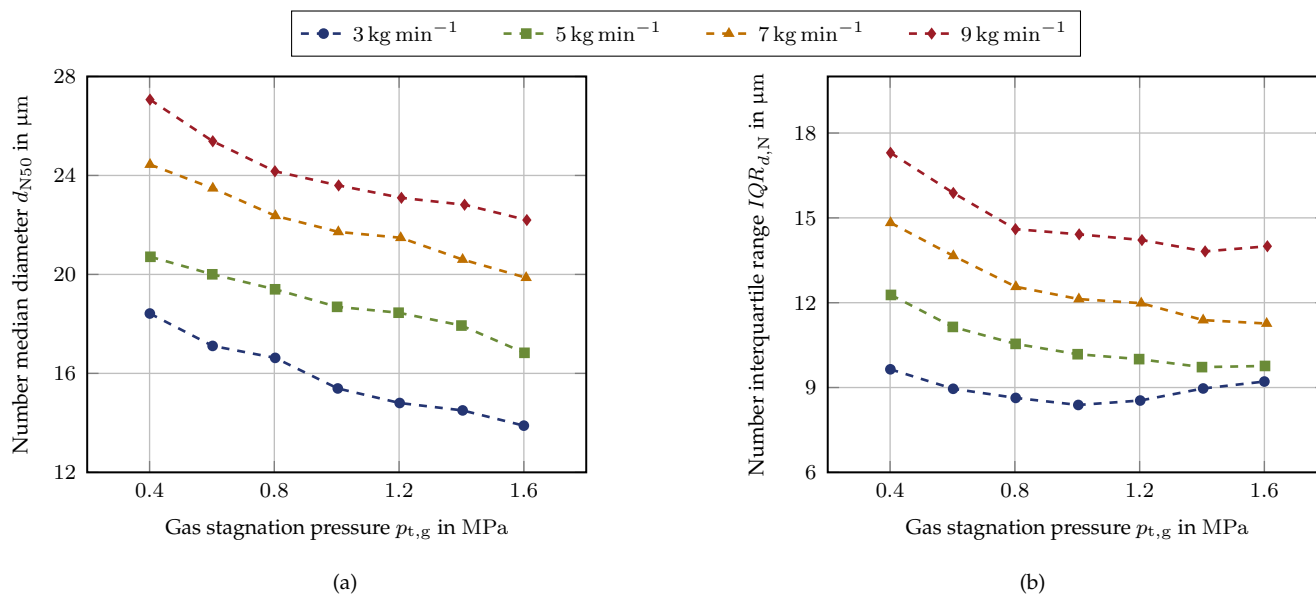 3 kg min⁻¹ 5 kg min⁻¹ 7 kg min⁻¹ 9 kg min⁻¹
Number median diameter d_N50 in µm
28
24
20
16
12
0.4 0.8 1.2 1.6
Gas stagnation pressure p_t,g in MPa
(a)
Number interquartile range IQR_d,N in µm
18
15
12
9
6
0.4 0.8 1.2 1.6
Gas stagnation pressure p_t,g in MPa
(b)